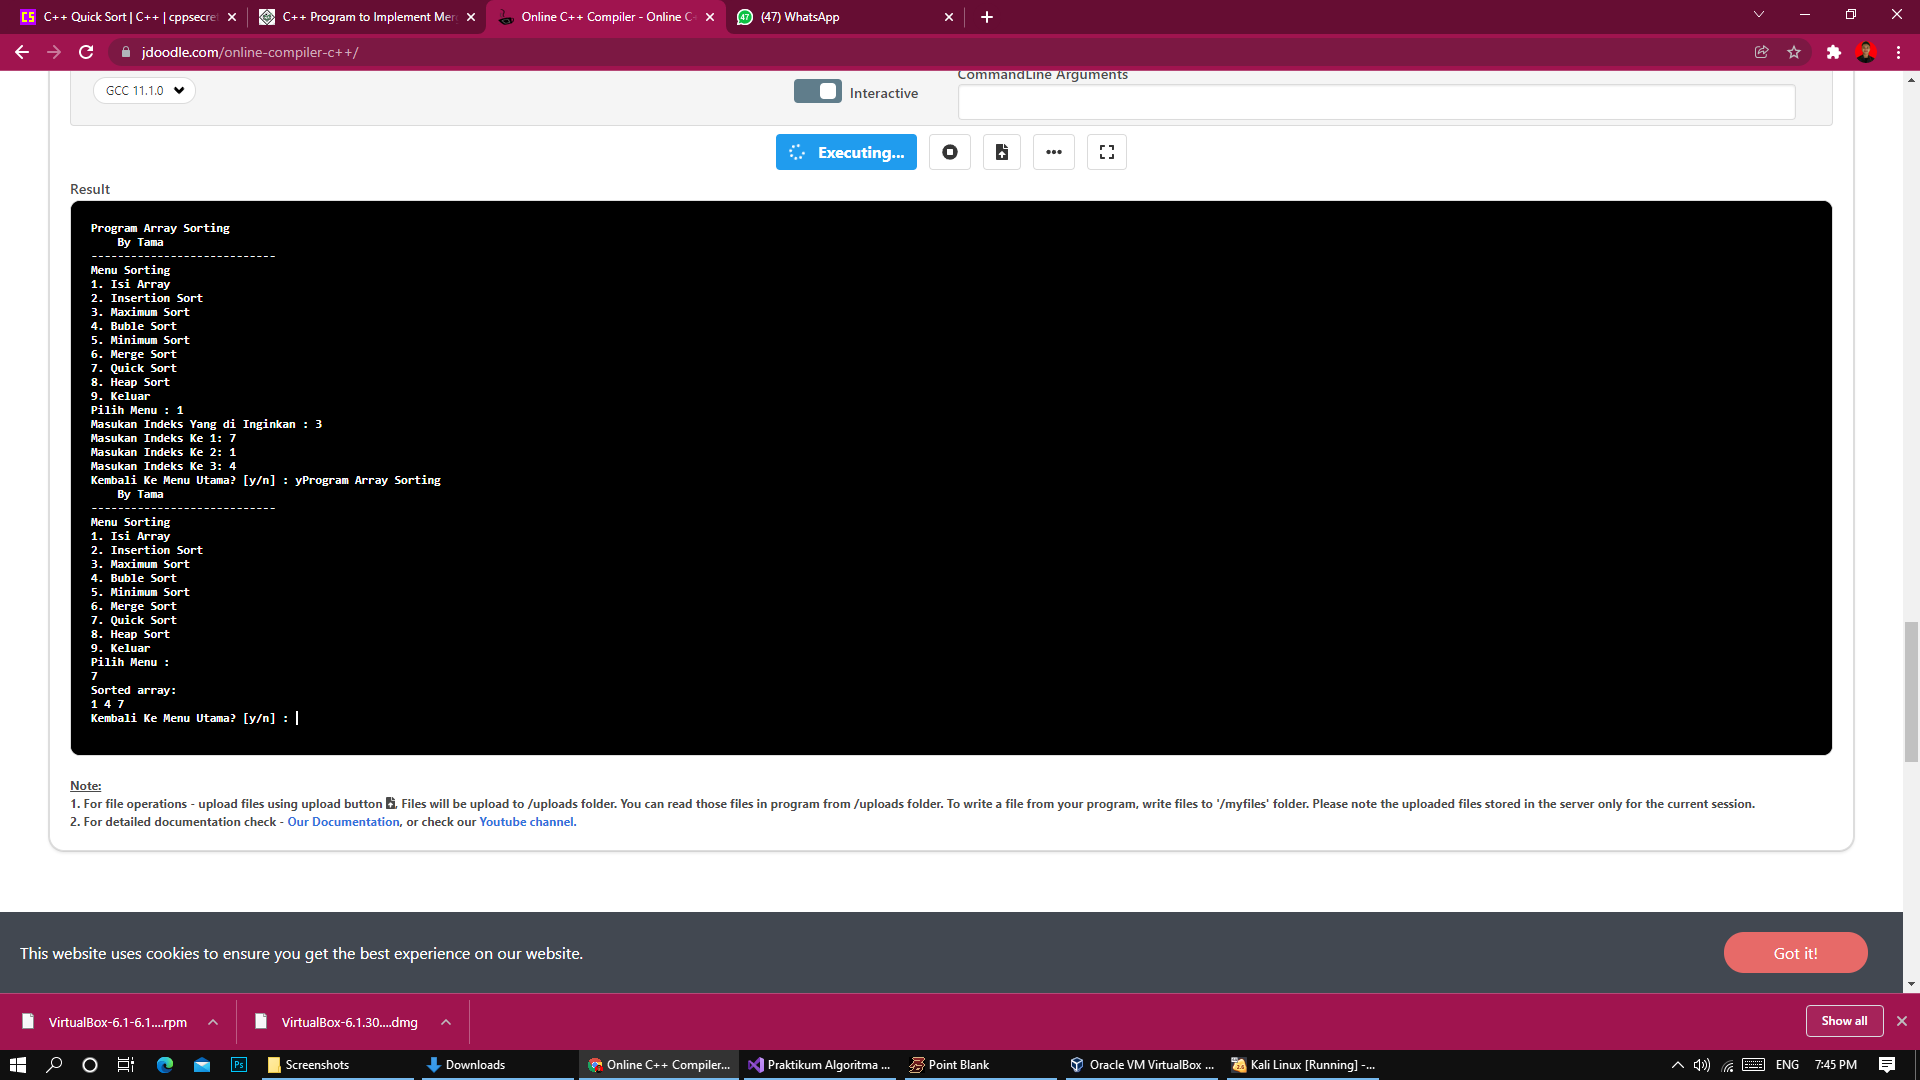 C++ Quick Sort | C++ | cppsecre
C++ Program to Implement Mer
Online C++ Compiler - Online C
(47) WhatsApp
jdoodle.com/online-compiler-c++/
GCC 11.1.0
Interactive
CommandLine Arguments
Executing...
Result
Program Array Sorting
By Tama
----------------------------
Menu Sorting
1. Isi Array
2. Insertion Sort
3. Maximum Sort
4. Buble Sort
5. Minimum Sort
6. Merge Sort
7. Quick Sort
8. Heap Sort
9. Keluar
Pilih Menu : 1
Masukan Indeks Yang di Inginkan : 3
Masukan Indeks Ke 1: 7
Masukan Indeks Ke 2: 1
Masukan Indeks Ke 3: 4
Kembali Ke Menu Utama? [y/n] : yProgram Array Sorting
By Tama
----------------------------
Menu Sorting
1. Isi Array
2. Insertion Sort
3. Maximum Sort
4. Buble Sort
5. Minimum Sort
6. Merge Sort
7. Quick Sort
8. Heap Sort
9. Keluar
Pilih Menu :
7
Sorted array:
1 4 7
Kembali Ke Menu Utama? [y/n] :
Note:
1. For file operations - upload files using upload button . Files will be upload to /uploads folder. You can read those files in program from /uploads folder. To write a file from your program, write files to '/myfiles' folder. Please note the uploaded files stored in the server only for the current session.
2. For detailed documentation check - Our Documentation, or check our Youtube channel.
This website uses cookies to ensure you get the best experience on our website.
Got it!
VirtualBox-6.1-6.1....rpm
VirtualBox-6.1.30....dmg
Show all
Screenshots
Downloads
Online C++ Compiler...
Praktikum Algoritma ...
Point Blank
Oracle VM VirtualBox ...
Kali Linux [Running] -...
ENG
7:45 PM